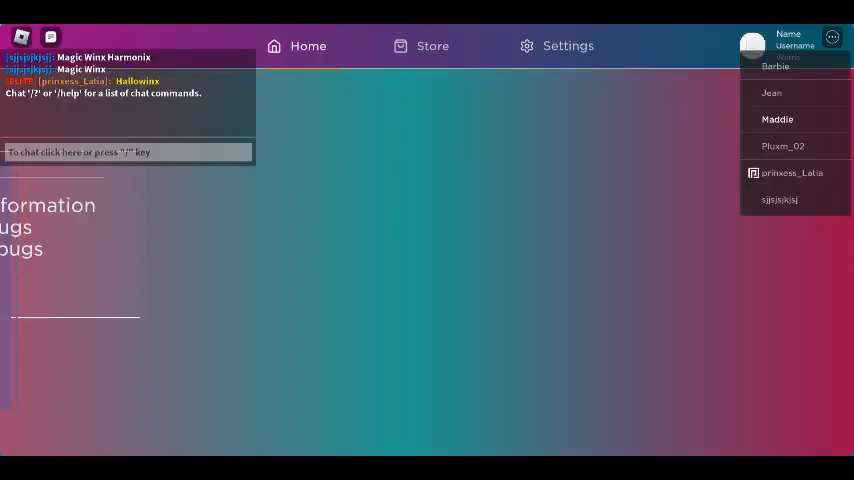 Home
Store
Settings
Name
Username
[sjjsjsjkjsj]: Magic Winx Harmonix
[sjjsjsjkjsj]: Magic Winx
[ELITE] [prinxess_Latia]: Hallowinx
Chat '/?' or '/help' for a list of chat commands.
To chat click here or press "/" key
Barbie
Jean
Maddie
Pluxm_02
prinxess_Latia
sjjsjsjkjsj
formation
ugs
bugs